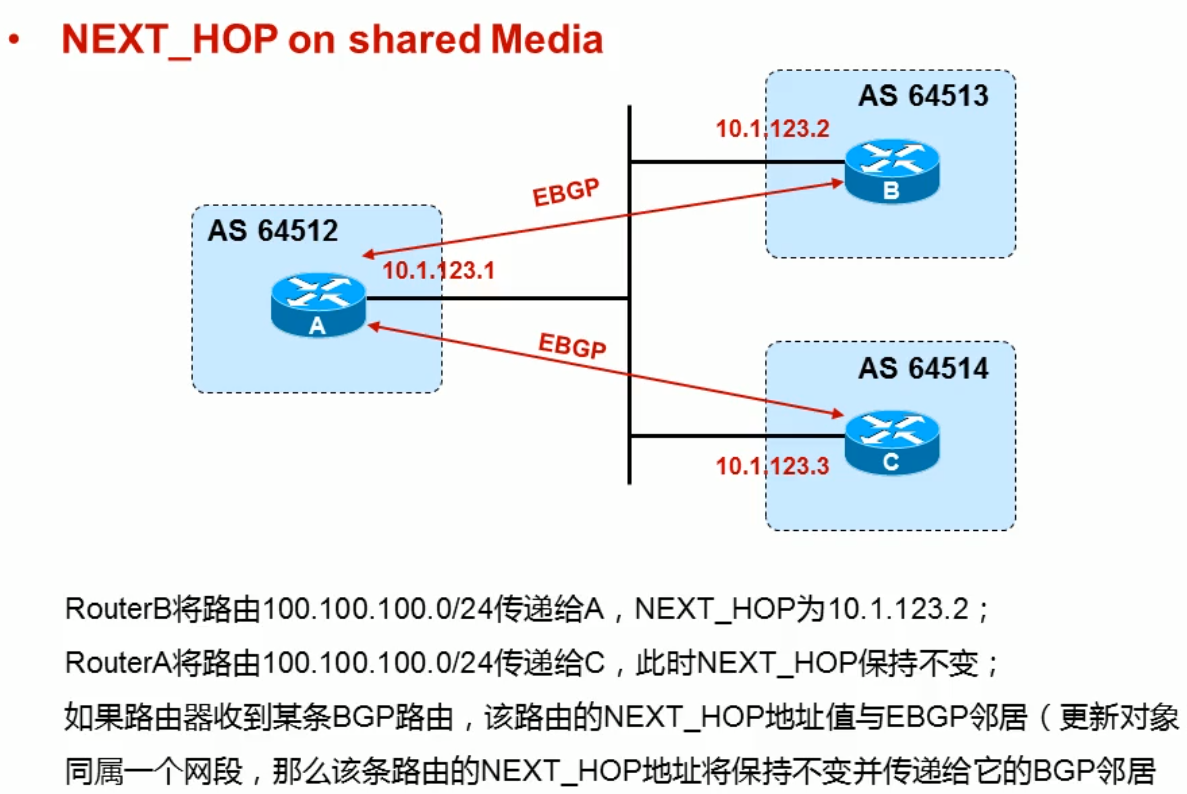 • NEXT_HOP on shared Media
AS 64513
10.1.123.2
B
EBGP
AS 64512
10.1.123.1
A
EBGP
AS 64514
10.1.123.3
C
RouterB将路由100.100.100.0/24传递给A，NEXT_HOP为10.1.123.2；
RouterA将路由100.100.100.0/24传递给C，此时NEXT_HOP保持不变；
如果路由器收到某条BGP路由，该路由的NEXT_HOP地址值与EBGP邻居（更新对象
同属一个网段，那么该条路由的NEXT_HOP地址将保持不变并传递给它的BGP邻居